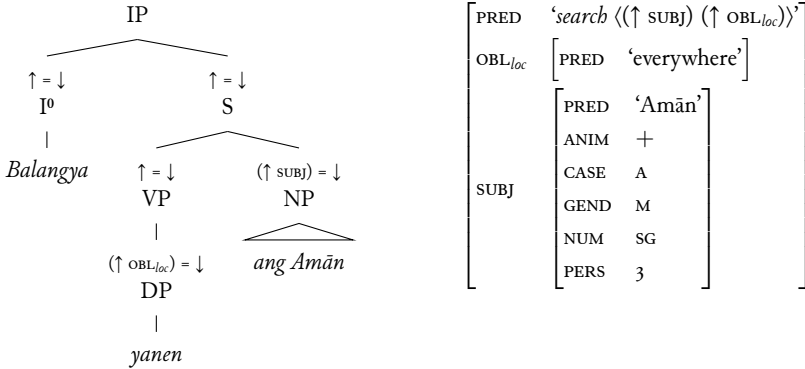 IP
↑ = ↓ ↑ = ↓
I⁰ S
Balangya ↑ = ↓ (↑ SUBJ) = ↓
VP NP
(↑ OBLloc) = ↓ ang Amān
DP
yanen
PRED ‘search ⟨(↑ SUBJ) (↑ OBLloc)⟩’
OBLloc [PRED ‘everywhere’]
PRED ‘Amān’
ANIM +
CASE A
SUBJ GEND M
NUM SG
PERS 3